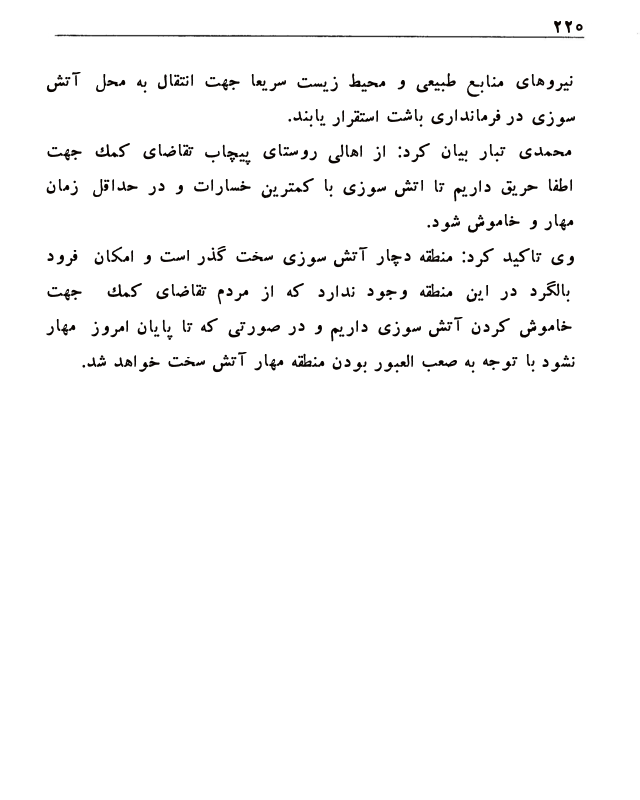 ۲۲۰
نیروهای منابع طبیعی و محیط زیست سریعا جهت انتقال به محل آتش
سوزی در فرمانداری باشت استقرار یابند.
محمدی تبار بیان کرد: از اهالی روستای پیچاب تقاضای کمك جهت
اطفا حریق داریم تا اتش سوزی با کمترین خسارات و در حداقل زمان
مهار و خاموش شود.
وی تاکید کرد: منطقه دچار آتش سوزی سخت گذر است و امکان فرود
بالگرد در این منطقه وجود ندارد که از مردم تقاضای کمك جهت
خاموش کردن آتش سوزی داریم و در صورتی که تا پایان امروز مهار
نشود با توجه به صعب العبور بودن منطقه مهار آتش سخت خواهد شد.